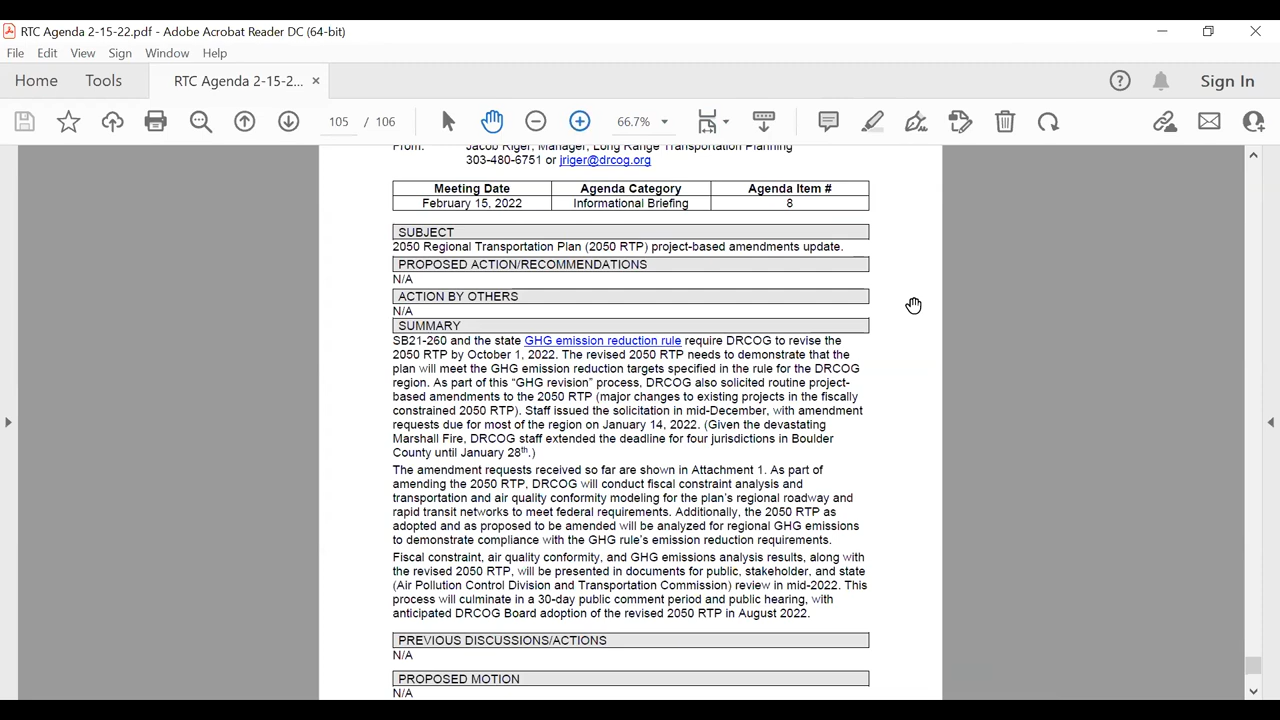 RTC Agenda 2-15-22.pdf - Adobe Acrobat Reader DC (64-bit)
File Edit View Sign Window Help
Home Tools RTC Agenda 2-15-2... × Sign In
105 / 106 66.7%
From: Jacob Riger, Manager, Long Range Transportation Planning
303-480-6751 or jriger@drcog.org
Meeting Date Agenda Category Agenda Item #
February 15, 2022 Informational Briefing 8
SUBJECT
2050 Regional Transportation Plan (2050 RTP) project-based amendments update.
PROPOSED ACTION/RECOMMENDATIONS
N/A
ACTION BY OTHERS
N/A
SUMMARY
SB21-260 and the state GHG emission reduction rule require DRCOG to revise the
2050 RTP by October 1, 2022. The revised 2050 RTP needs to demonstrate that the
plan will meet the GHG emission reduction targets specified in the rule for the DRCOG
region. As part of this “GHG revision” process, DRCOG also solicited routine project-
based amendments to the 2050 RTP (major changes to existing projects in the fiscally
constrained 2050 RTP). Staff issued the solicitation in mid-December, with amendment
requests due for most of the region on January 14, 2022. (Given the devastating
Marshall Fire, DRCOG staff extended the deadline for four jurisdictions in Boulder
County until January 28th.)
The amendment requests received so far are shown in Attachment 1. As part of
amending the 2050 RTP, DRCOG will conduct fiscal constraint analysis and
transportation and air quality conformity modeling for the plan’s regional roadway and
rapid transit networks to meet federal requirements. Additionally, the 2050 RTP as
adopted and as proposed to be amended will be analyzed for regional GHG emissions
to demonstrate compliance with the GHG rule’s emission reduction requirements.
Fiscal constraint, air quality conformity, and GHG emissions analysis results, along with
the revised 2050 RTP, will be presented in documents for public, stakeholder, and state
(Air Pollution Control Division and Transportation Commission) review in mid-2022. This
process will culminate in a 30-day public comment period and public hearing, with
anticipated DRCOG Board adoption of the revised 2050 RTP in August 2022.
PREVIOUS DISCUSSIONS/ACTIONS
N/A
PROPOSED MOTION
N/A